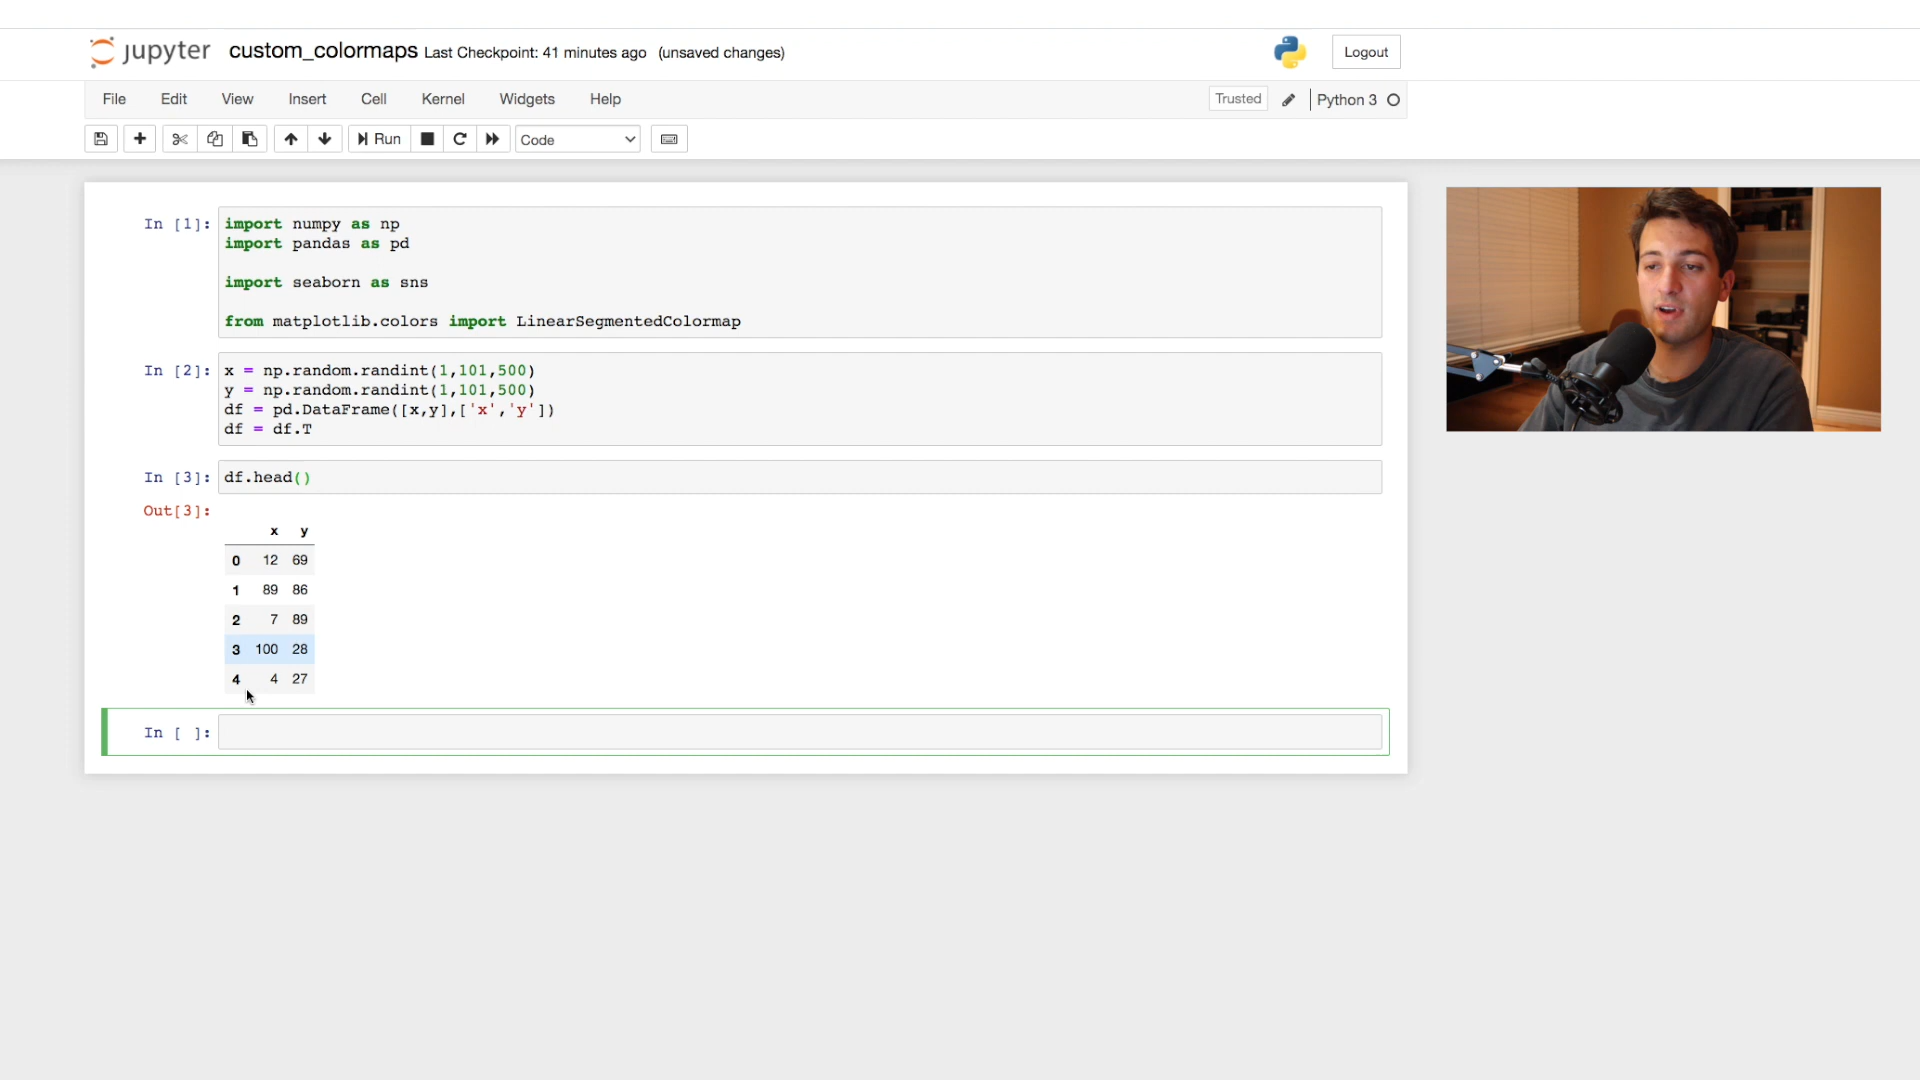 jupyter custom_colormaps Last Checkpoint: 41 minutes ago (unsaved changes) Logout
File Edit View Insert Cell Kernel Widgets Help Trusted Python 3
Run Code
In [1]: import numpy as np
import pandas as pd
import seaborn as sns
from matplotlib.colors import LinearSegmentedColormap
In [2]: x = np.random.randint(1,101,500)
y = np.random.randint(1,101,500)
df = pd.DataFrame([x,y],['x','y'])
df = df.T
In [3]: df.head()
Out[3]:
x y
0 12 69
1 89 86
2 7 89
3 100 28
4 4 27
In [ ]: